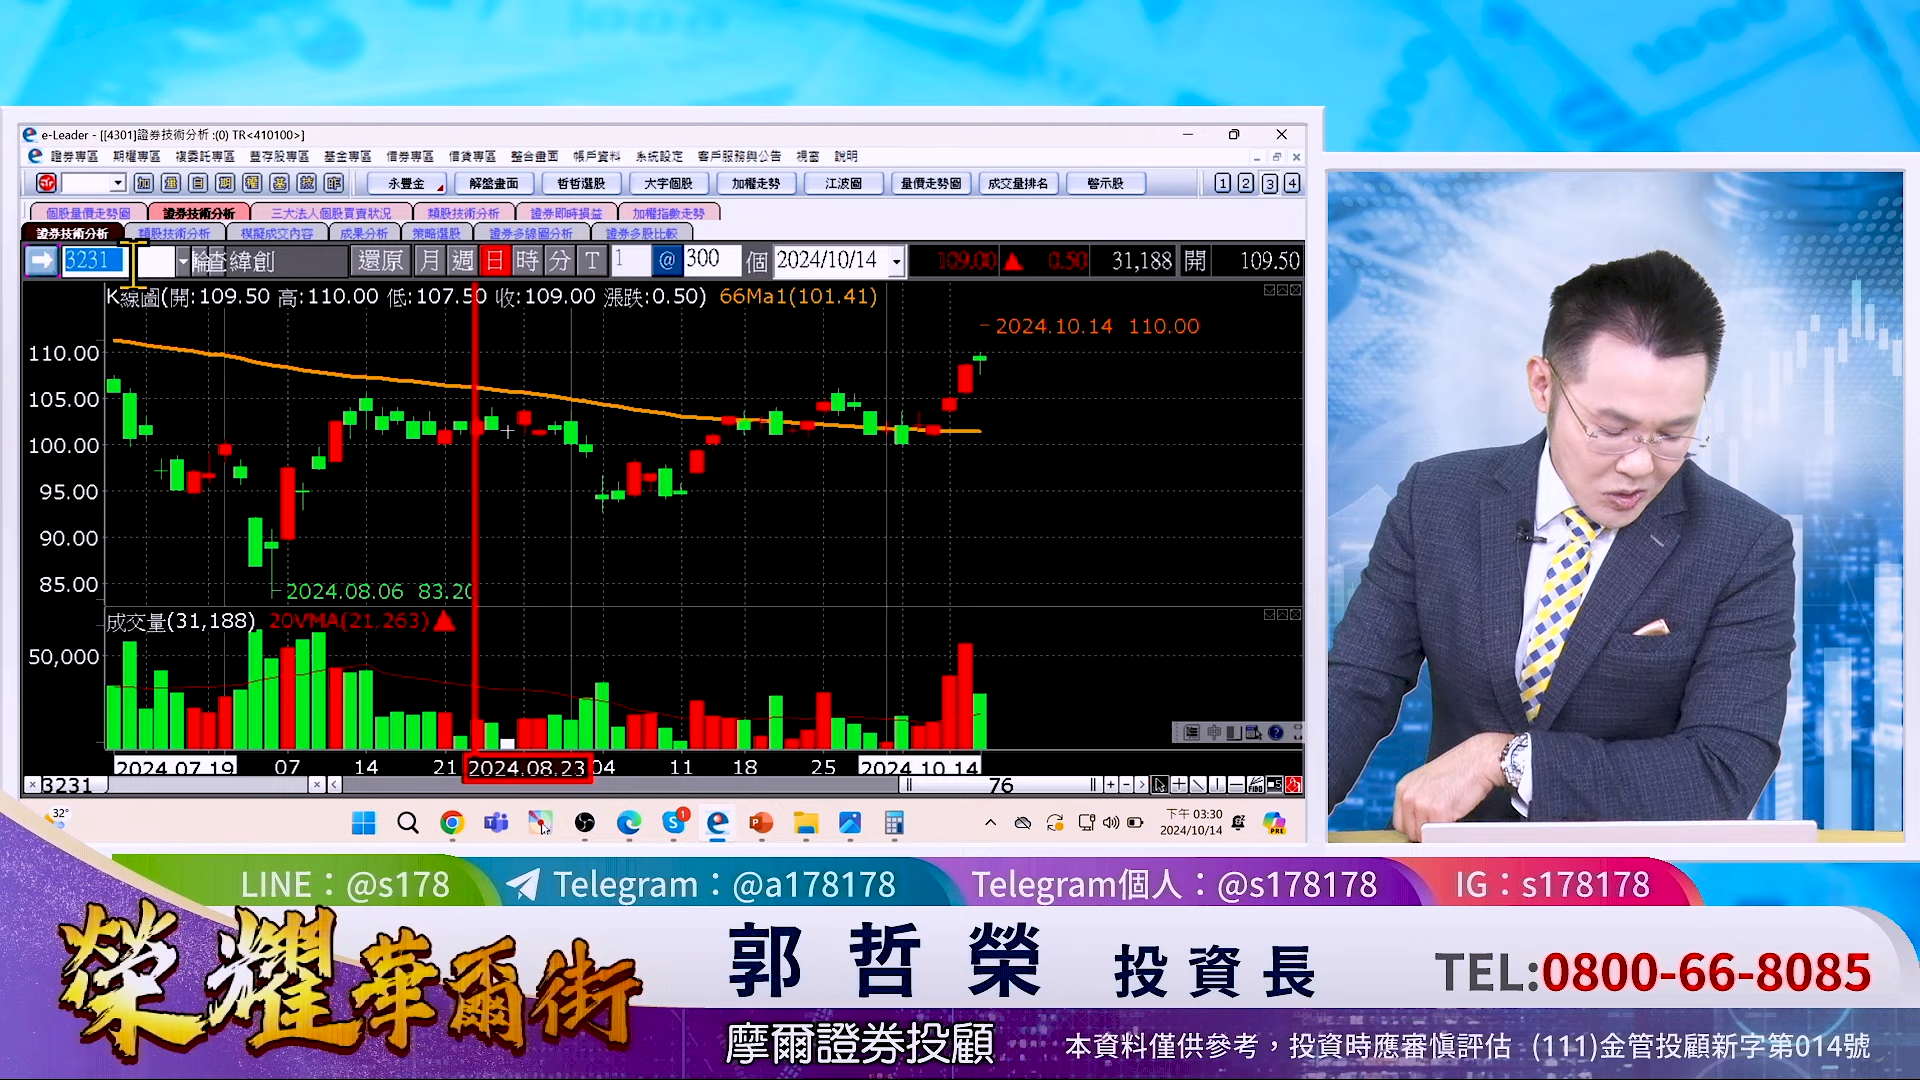 e-Leader - [[4301]證券技術分析 :(0) TR<410100>]
證券專區 期權專區 複委託專區 豐存股專區 基金專區 借券專區 借貸專區 整合畫面 帳戶資料 系統設定 客戶服務與公告 視窗 說明
永豐金 解盤畫面 哲哲選股 大字個股 加權走勢 江波圖 量價走勢圖 成交量排名 警示股 1 2 3 4
個股量價走勢圖 證券技術分析 三大法人個股買賣狀況 類股技術分析 證券即時損益 加權指數走勢
證券技術分析 類股技術分析 模擬成交內容 成果分析 策略選股 證券多線圖分析 證券多股比較
3231 查緯創 還原 月 週 日 時 分 T 1 @ 300 個 2024/10/14 109.00 ▲ 0.50 31,188 開 109.50
K線圖(開:109.50 高:110.00 低:107.50 收:109.00 漲跌:0.50) 66Ma1(101.41)
2024.10.14 110.00
110.00
105.00
100.00
95.00
90.00
85.00
2024.08.06 83.20
成交量(31,188) 20VMA(21,263)▲
50,000
2024.07.19 07 14 21 2024.08.23 04 11 18 25 2024.10.14
3231 76
32°
下午 03:30
2024/10/14
LINE：@s178 Telegram：@a178178 Telegram個人：@s178178 IG：s178178
榮耀華爾街
郭哲榮 投資長 TEL:0800-66-8085
摩爾證券投顧 本資料僅供參考，投資時應審慎評估 (111)金管投顧新字第014號